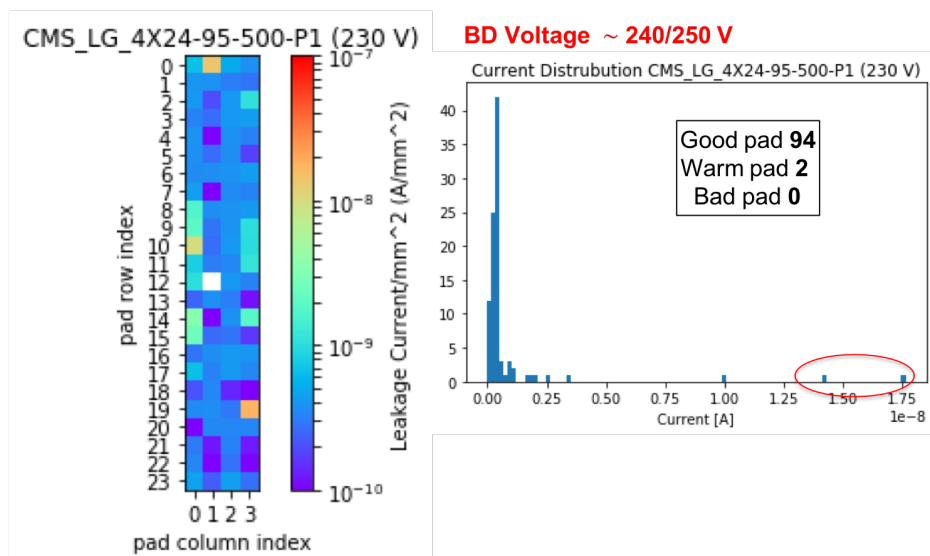 CMS_LG_4X24-95-500-P1 (230 V)
0
1
2
3
4
5
6
7
8
9
10
11
12
13
14
15
16
17
18
19
20
21
22
23
pad row index
0 1 2 3
pad column index
10^-7
10^-8
10^-9
10^-10
Leakage Current/mm^2 (A/mm^2)
BD Voltage ~ 240/250 V
Current Distrubution CMS_LG_4X24-95-500-P1 (230 V)
40
35
30
25
20
15
10
5
0
Good pad 94
Warm pad 2
Bad pad 0
0.00 0.25 0.50 0.75 1.00 1.25 1.50 1.75
1e−8
Current [A]